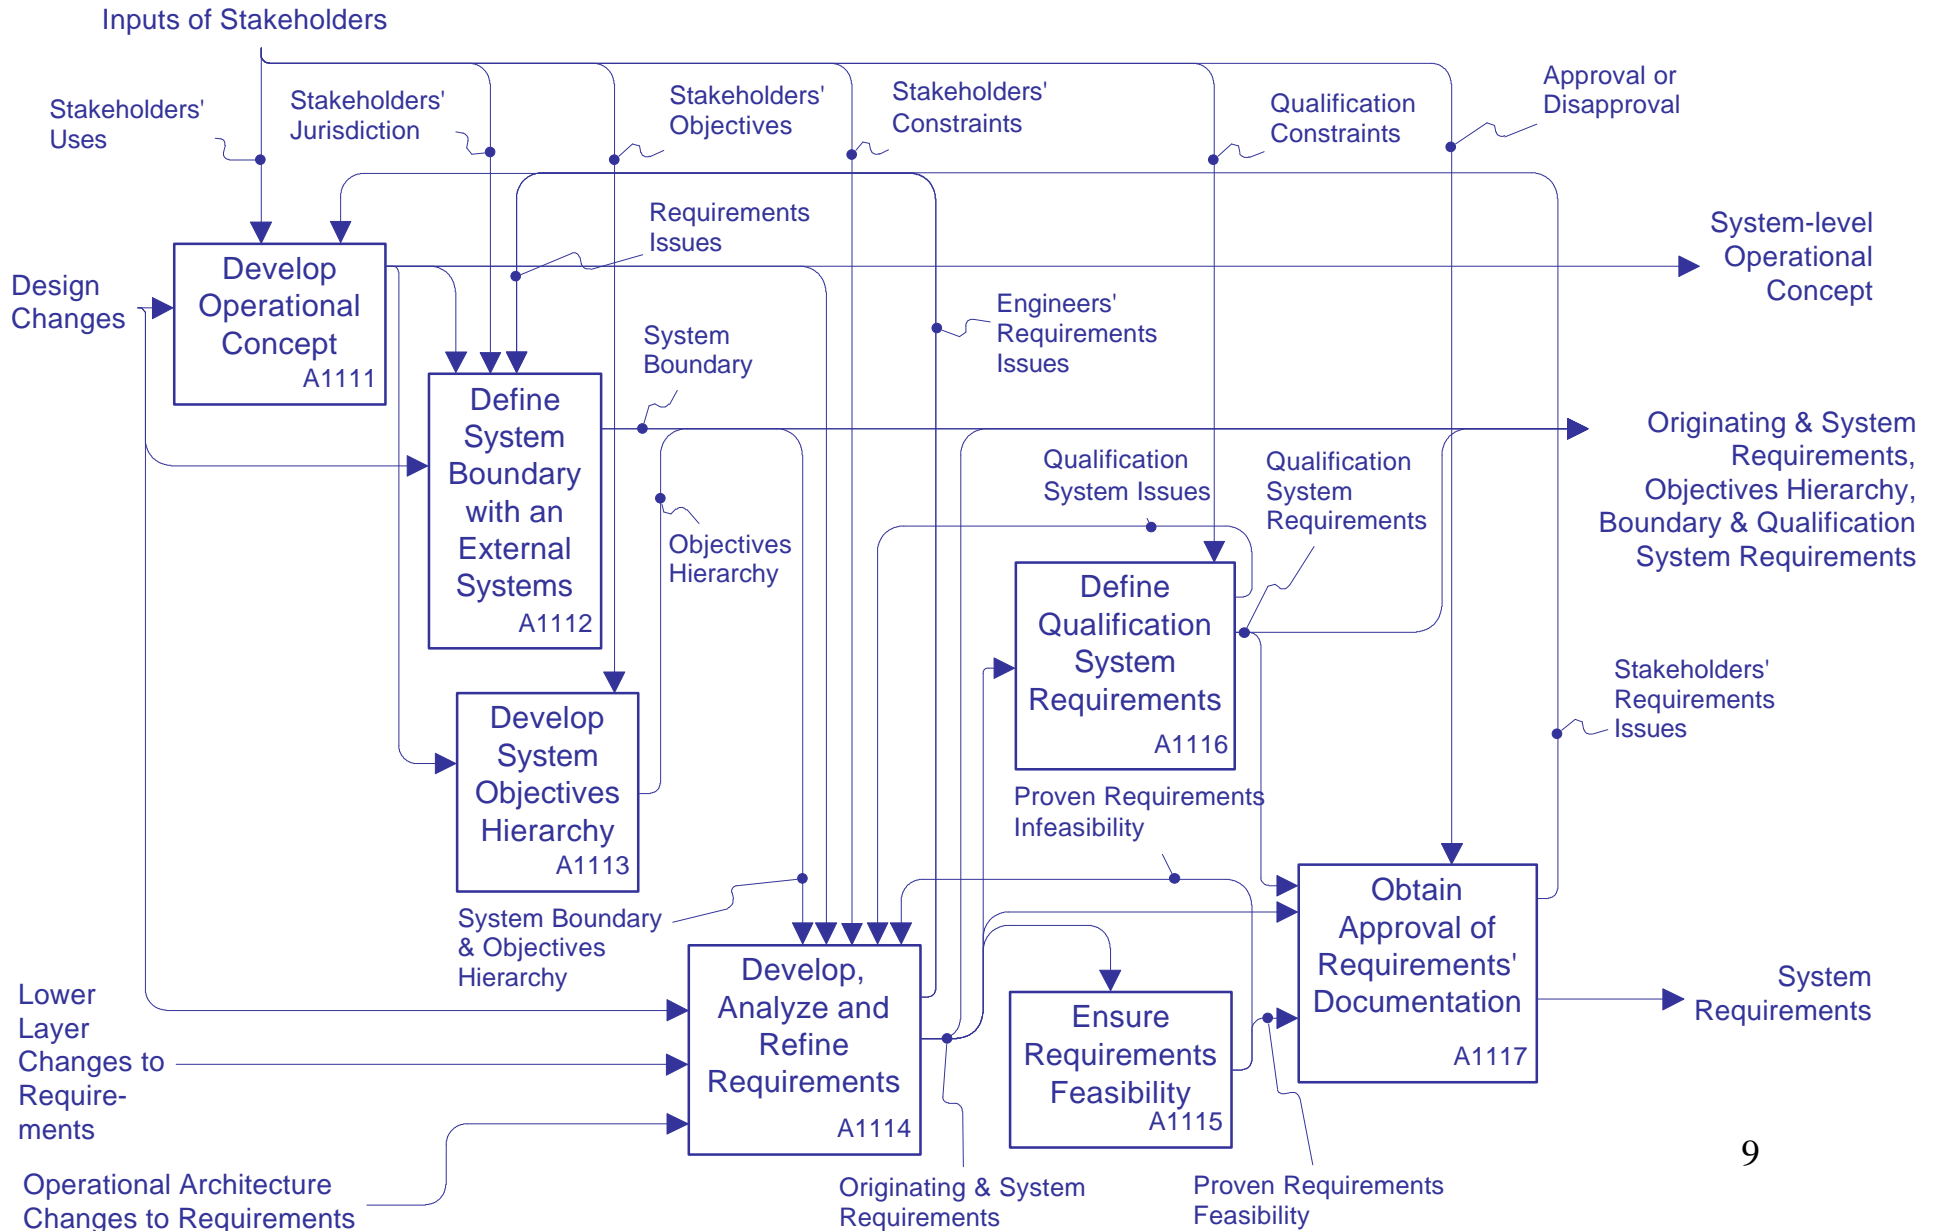 Inputs of Stakeholders
Stakeholders'
Uses
Stakeholders'
Jurisdiction
Stakeholders'
Objectives
Stakeholders'
Constraints
Qualification
Constraints
Approval or
Disapproval
Requirements
Issues
System-level
Operational
Concept
Design
Changes
Develop
Operational
Concept
A1111
Engineers'
Requirements
Issues
System
Boundary
Define
System
Boundary
with an
External
Systems
A1112
Originating & System
Requirements,
Objectives Hierarchy,
Boundary & Qualification
System Requirements
Qualification
System Issues
Qualification
System
Requirements
Objectives
Hierarchy
Define
Qualification
System
Requirements
A1116
Stakeholders'
Requirements
Issues
Develop
System
Objectives
Hierarchy
A1113
Proven Requirements
Infeasibility
System Boundary
& Objectives
Hierarchy
Obtain
Approval of
Requirements'
Documentation
A1117
Develop,
Analyze and
Refine
Requirements
A1114
Ensure
Requirements
Feasibility
A1115
System
Requirements
Lower
Layer
Changes to
Require-
ments
Operational Architecture
Changes to Requirements
Originating & System
Requirements
Proven Requirements
Feasibility
9